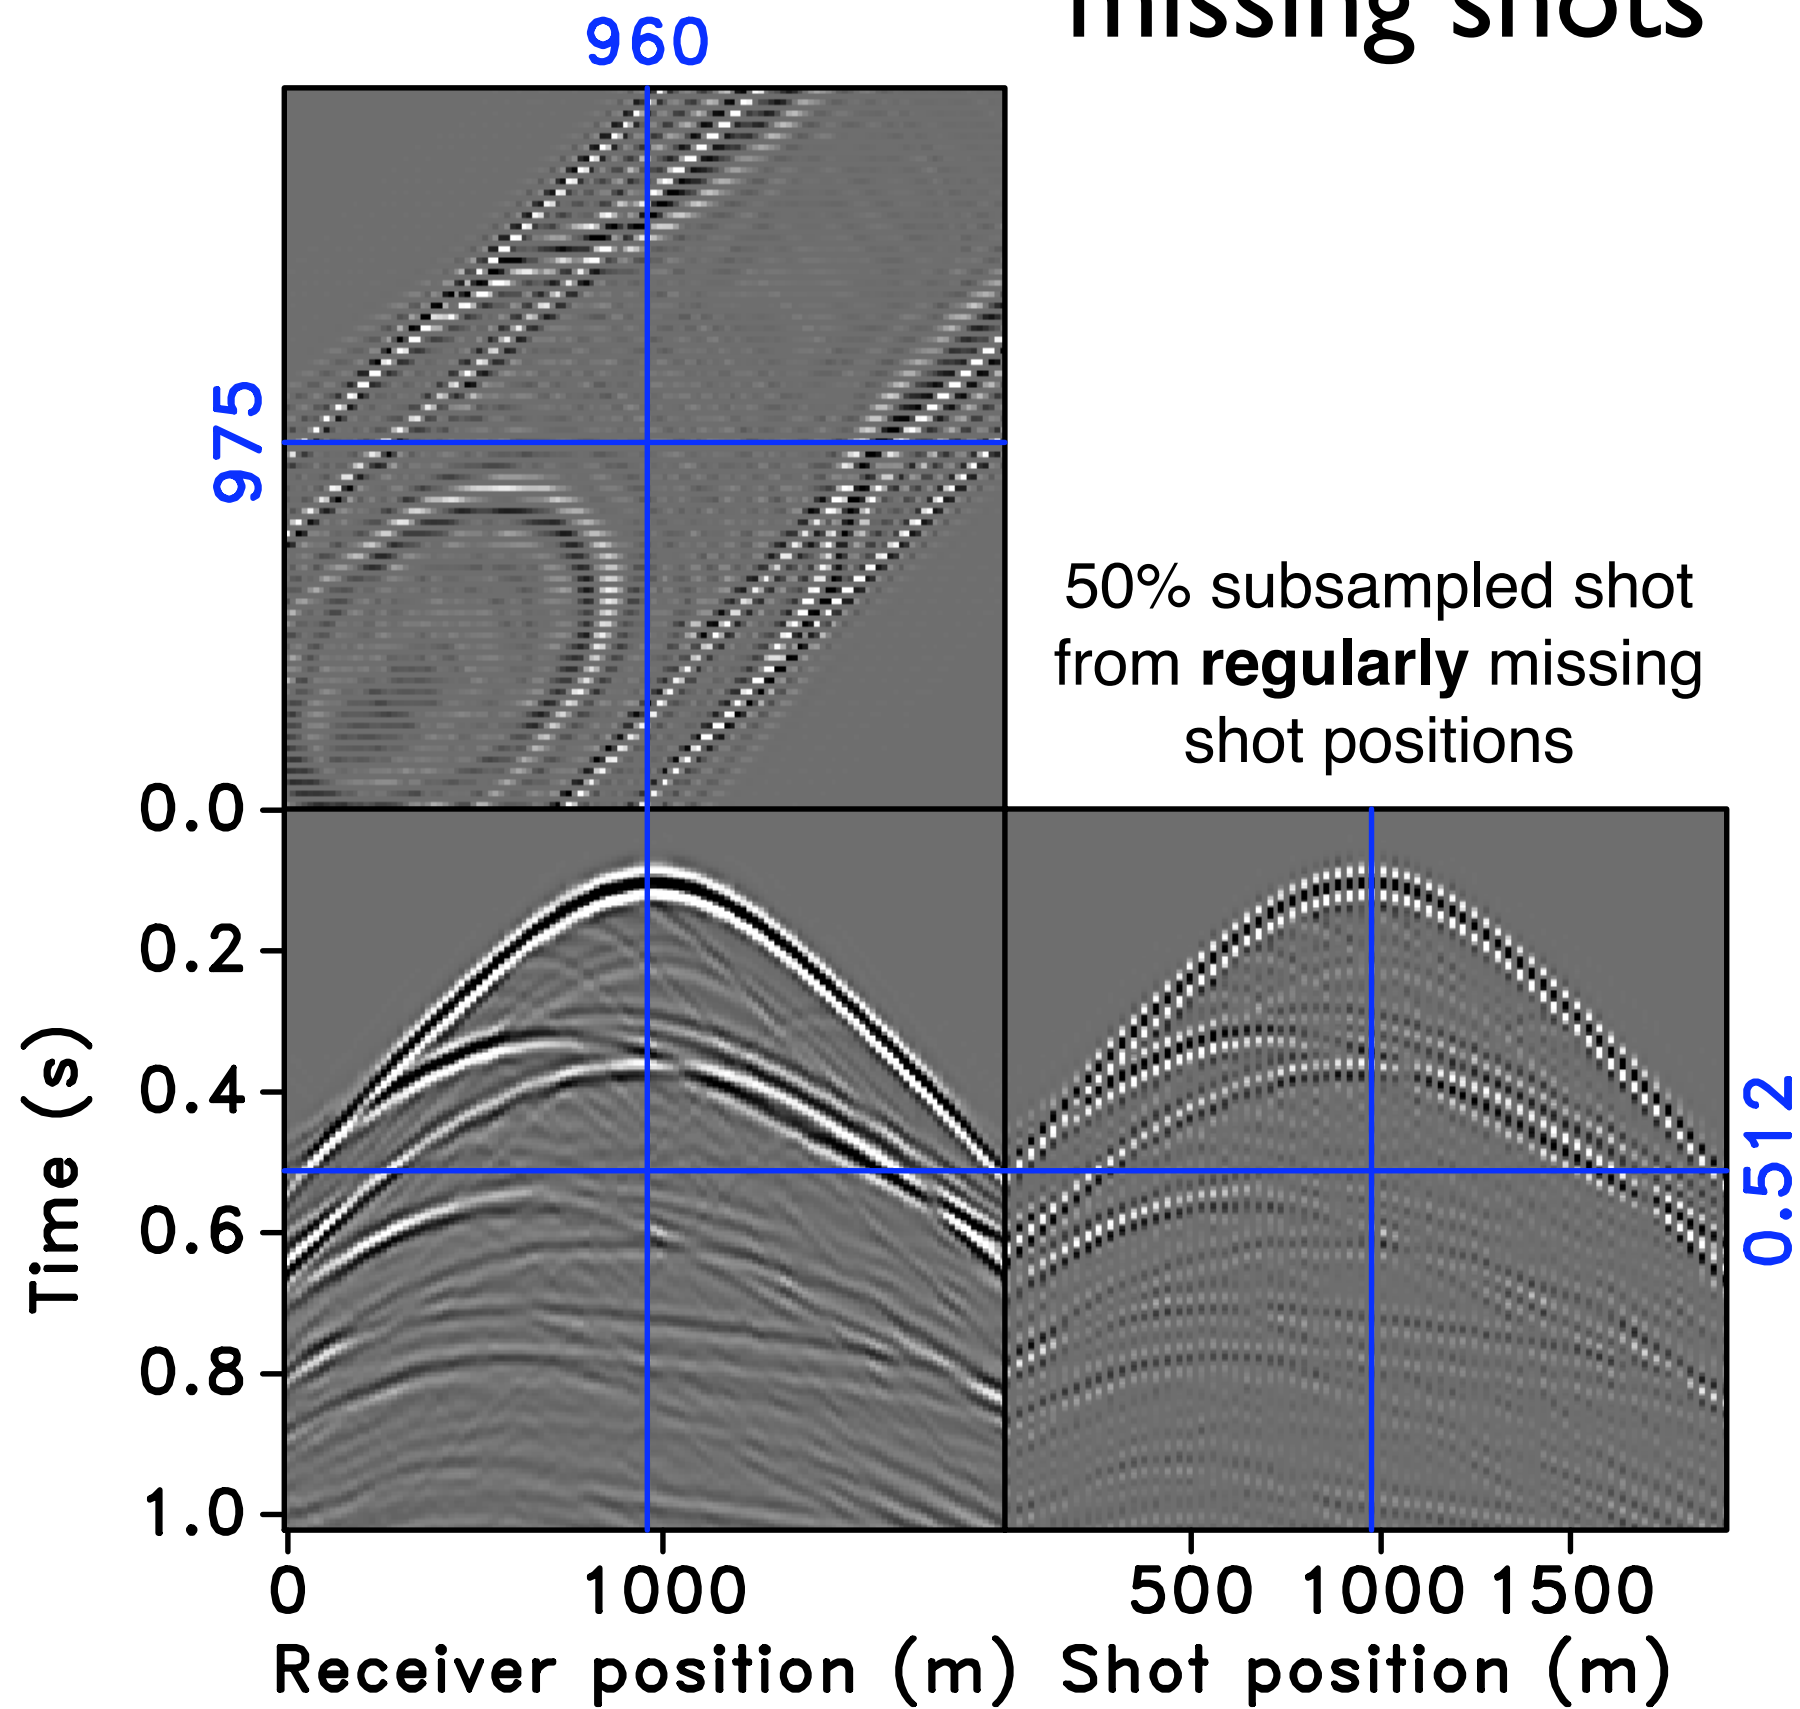 missing shots
960
975
50% subsampled shot
from regularly missing
shot positions
0.0
0.2
0.4
0.6
0.8
1.0
Time (s)
0.512
0 1000 500 1000 1500
Receiver position (m) Shot position (m)